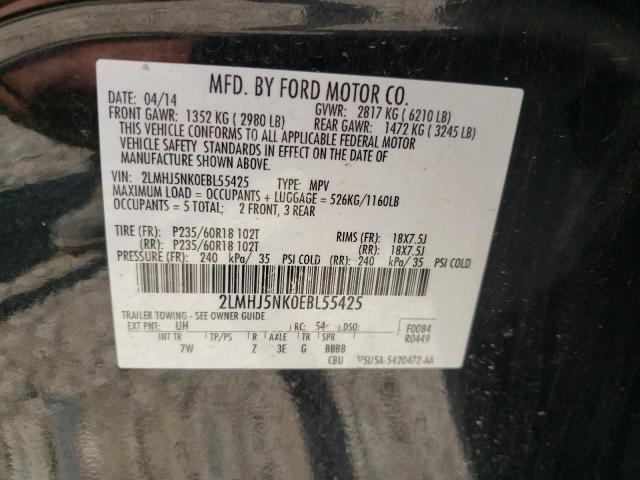 MFD. BY FORD MOTOR CO.
DATE: 04/14 GVWR: 2817 KG ( 6210 LB)
FRONT GAWR: 1352 KG ( 2980 LB) REAR GAWR: 1472 KG ( 3245 LB)
THIS VEHICLE CONFORMS TO ALL APPLICABLE FEDERAL MOTOR
VEHICLE SAFETY STANDARDS IN EFFECT ON THE DATE OF
MANUFACTURE SHOWN ABOVE.
VIN: 2LMHJ5NK0EBL55425 TYPE: MPV
MAXIMUM LOAD = OCCUPANTS + LUGGAGE = 526KG/1160LB
OCCUPANTS = 5 TOTAL; 2 FRONT, 3 REAR
TIRE (FR): P235/60R18 102T RIMS (FR): 18X7.5J
(RR): P235/60R18 102T (RR): 18X7.5J
PRESSURE (FR): 240 kPa/ 35 PSI COLD (RR): 240 kPa/ 35 PSI COLD
2LMHJ5NK0EBL55425
TRAILER TOWING - SEE OWNER GUIDE
EXT PNT: UH RC: 54 DSO: F0084
INT TR TP/PS R AXLE TR SPR R0449
7W Z 3E G BBBB
CBU 5U5A-5420472-AA